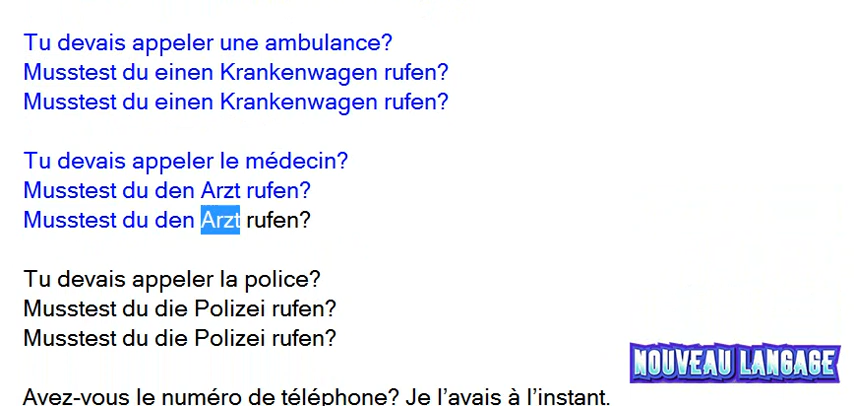 Tu devais appeler une ambulance?
Musstest du einen Krankenwagen rufen?
Musstest du einen Krankenwagen rufen?
Tu devais appeler le médecin?
Musstest du den Arzt rufen?
Musstest du den Arzt rufen?
Tu devais appeler la police?
Musstest du die Polizei rufen?
Musstest du die Polizei rufen?
NOUVEAU LANGAGE
Avez-vous le numéro de téléphone? Je l’avais à l’instant.